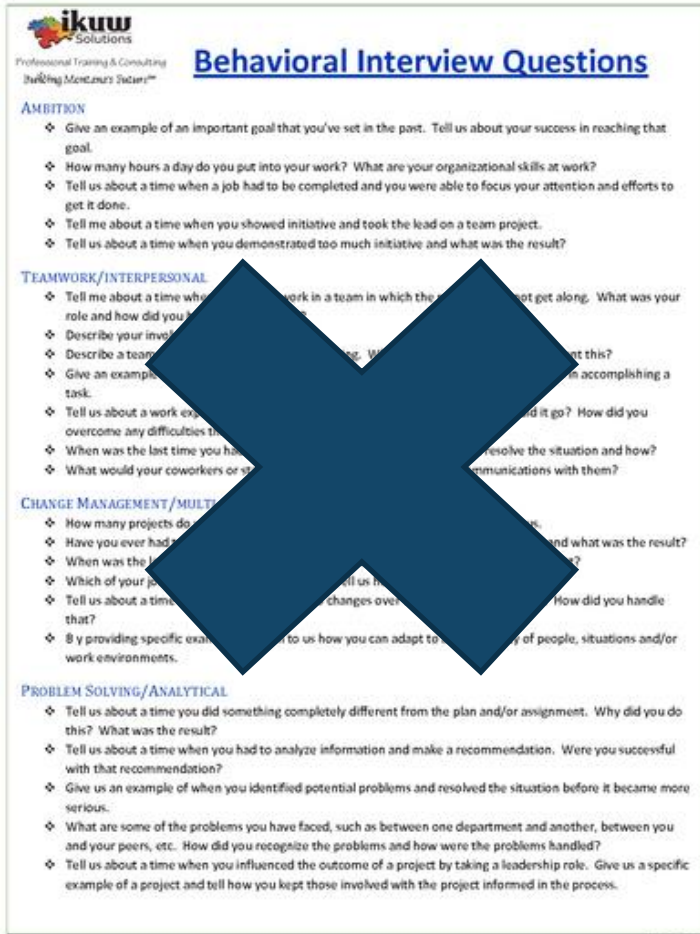 ikuw
Solutions
Professional Training & Consulting
Building Montana's Future℠
Behavioral Interview Questions
AMBITION
❖ Give an example of an important goal that you've set in the past. Tell us about your success in reaching that
goal.
❖ How many hours a day do you put into your work? What are your organizational skills at work?
❖ Tell us about a time when a job had to be completed and you were able to focus your attention and efforts to
get it done.
❖ Tell me about a time when you showed initiative and took the lead on a team project.
❖ Tell us about a time when you demonstrated too much initiative and what was the result?
TEAMWORK/INTERPERSONAL
❖ Tell me about a time work in a team in which the not get along. What was your
role and how did you
❖ Describe your
❖ Describe a team this?
❖ Give an example in accomplishing a
task.
❖ Tell us about a work it go? How did you
overcome any difficulties
❖ When was the last time you resolve the situation and how?
❖ What would your coworkers or with them?
CHANGE MANAGEMENT/
❖ How many projects do
❖ Have you ever had and what was the result?
❖ When was the
❖ Which of your us
❖ Tell us about a time changes over How did you handle
that?
❖ B y providing specific to us how you can adapt to of people, situations and/or
work environments.
PROBLEM SOLVING/ANALYTICAL
❖ Tell us about a time you did something completely different from the plan and/or assignment. Why did you do
this? What was the result?
❖ Tell us about a time when you had to analyze information and make a recommendation. Were you successful
with that recommendation?
❖ Give us an example of when you identified potential problems and resolved the situation before it became more
serious.
❖ What are some of the problems you have faced, such as between one department and another, between you
and your peers, etc. How did you recognize the problems and how were the problems handled?
❖ Tell us about a time when you influenced the outcome of a project by taking a leadership role. Give us a specific
example of a project and tell how you kept those involved with the project informed in the process.